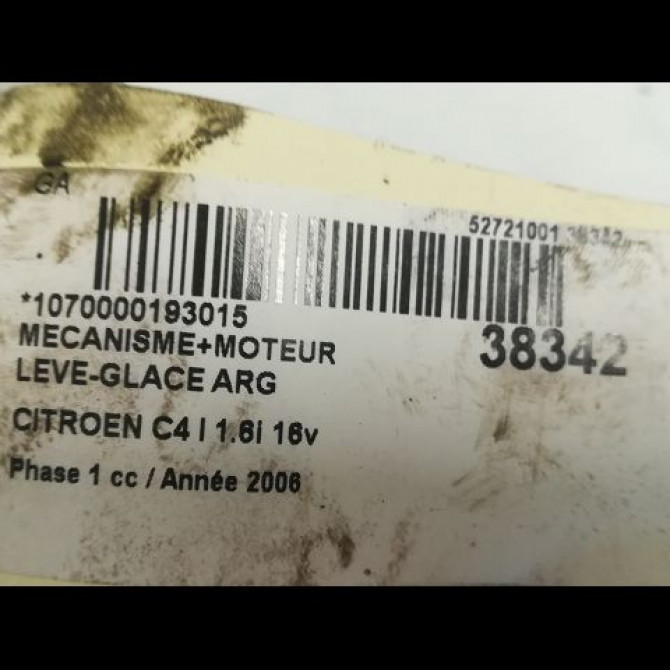 GA
52721001 38342
*1070000193015
38342
MECANISME+MOTEUR
LEVE-GLACE ARG
CITROEN C4 I 1.6i 16v
Phase 1 cc / Année 2006